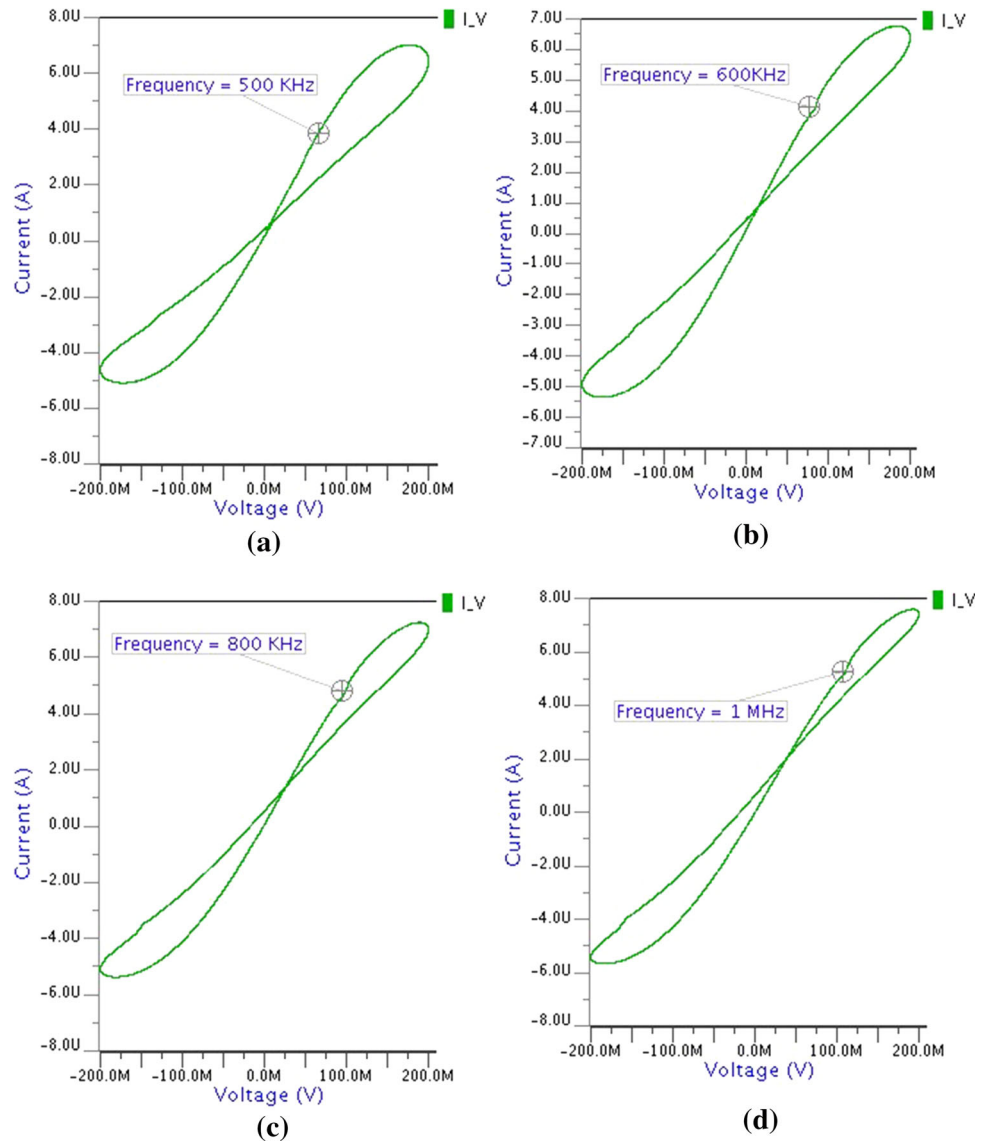 8.0U
I_V
6.0U
Frequency = 500 KHz
4.0U
2.0U
0.0U
-2.0U
-4.0U
-6.0U
-8.0U
Current (A)
-200.0M -100.0M 0.0M 100.0M 200.0M
Voltage (V)
(a)
7.0U
I_V
6.0U
5.0U
Frequency = 600KHz
4.0U
3.0U
2.0U
1.0U
0.0U
-1.0U
-2.0U
-3.0U
-4.0U
-5.0U
-6.0U
-7.0U
Current (A)
-200.0M -100.0M 0.0M 100.0M 200.0M
Voltage (V)
(b)
8.0U
I_V
6.0U
Frequency = 800 KHz
4.0U
2.0U
0.0U
-2.0U
-4.0U
-6.0U
-8.0U
Current (A)
-200.0M -100.0M 0.0M 100.0M 200.0M
Voltage (V)
(c)
8.0U
I_V
6.0U
4.0U
Frequency = 1 MHz
2.0U
0.0U
-2.0U
-4.0U
-6.0U
-8.0U
Current (A)
-200.0M -100.0M 0.0M 100.0M 200.0M
Voltage (V)
(d)